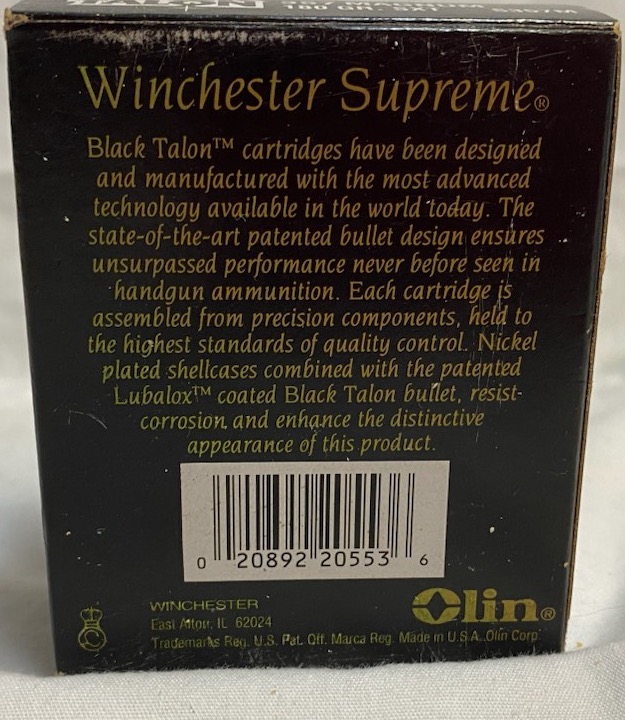 Winchester Supreme®
Black Talon™ cartridges have been designed
and manufactured with the most advanced
technology available in the world today. The
state-of-the-art patented bullet design ensures
unsurpassed performance never before seen in
handgun ammunition. Each cartridge is
assembled from precision components, held to
the highest standards of quality control. Nickel
plated shellcases combined with the patented
Lubalox™ coated Black Talon bullet, resist
corrosion and enhance the distinctive
appearance of this product.
0 20892 20553 6
WINCHESTER
East Alton, IL 62024
Trademarks Reg. U.S. Pat. Off. Marca Reg. Made in U.S.A. Olin Corp.
Olin®